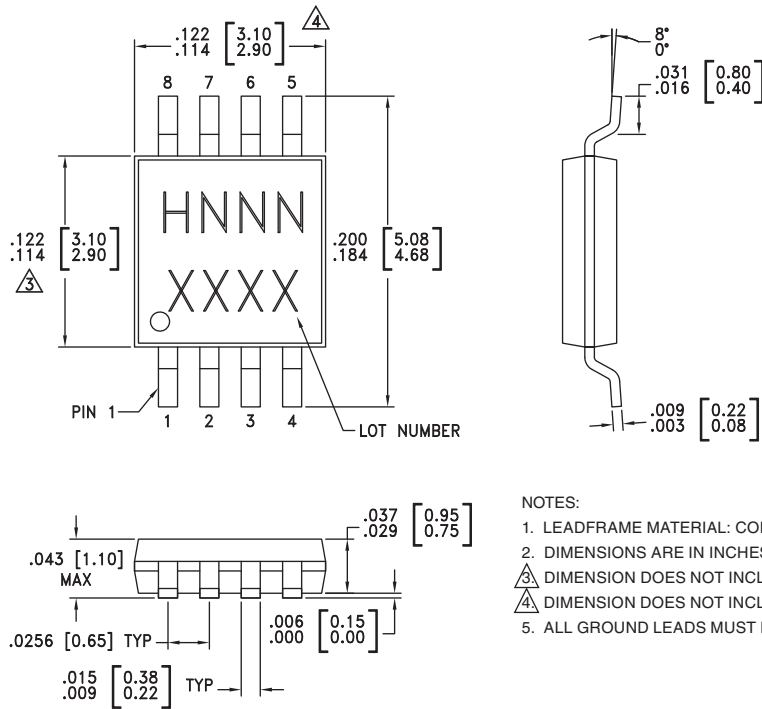 4
.122 [3.10]
.114 [2.90]
8 7 6 5
8°
0°
.031 [0.80]
.016 [0.40]
HNNN
XXXX
.122 [3.10]
.114 [2.90]
3
.200 [5.08]
.184 [4.68]
PIN 1
1 2 3 4
LOT NUMBER
.009 [0.22]
.003 [0.08]
.037 [0.95]
.029 [0.75]
.043 [1.10]
MAX
.006 [0.15]
.000 [0.00]
.0256 [0.65] TYP
.015 [0.38]
.009 [0.22]
TYP
NOTES:
1. LEADFRAME MATERIAL:
2. DIMENSIONS ARE IN INCHES
3. DIMENSION DOES NOT
4. DIMENSION DOES NOT
5. ALL GROUND LEADS MUST